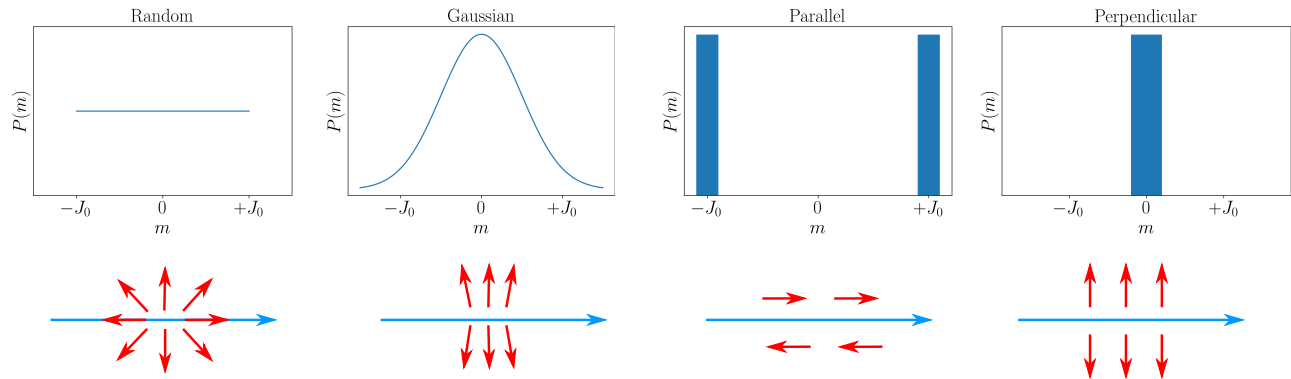 Random
P(m)
−J₀ 0 +J₀
m
Gaussian
P(m)
−J₀ 0 +J₀
m
Parallel
P(m)
−J₀ 0 +J₀
m
Perpendicular
P(m)
−J₀ 0 +J₀
m